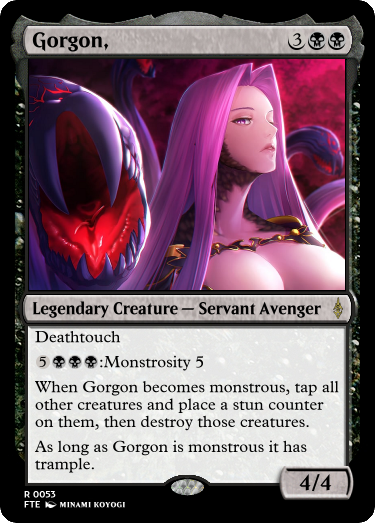 Gorgon, 3
Legendary Creature — Servant Avenger
Deathtouch
5:Monstrosity 5
When Gorgon becomes monstrous, tap all
other creatures and place a stun counter
on them, then destroy those creatures.
As long as Gorgon is monstrous it has
trample.
4/4
R 0053
FTE MINAMI KOYOGI